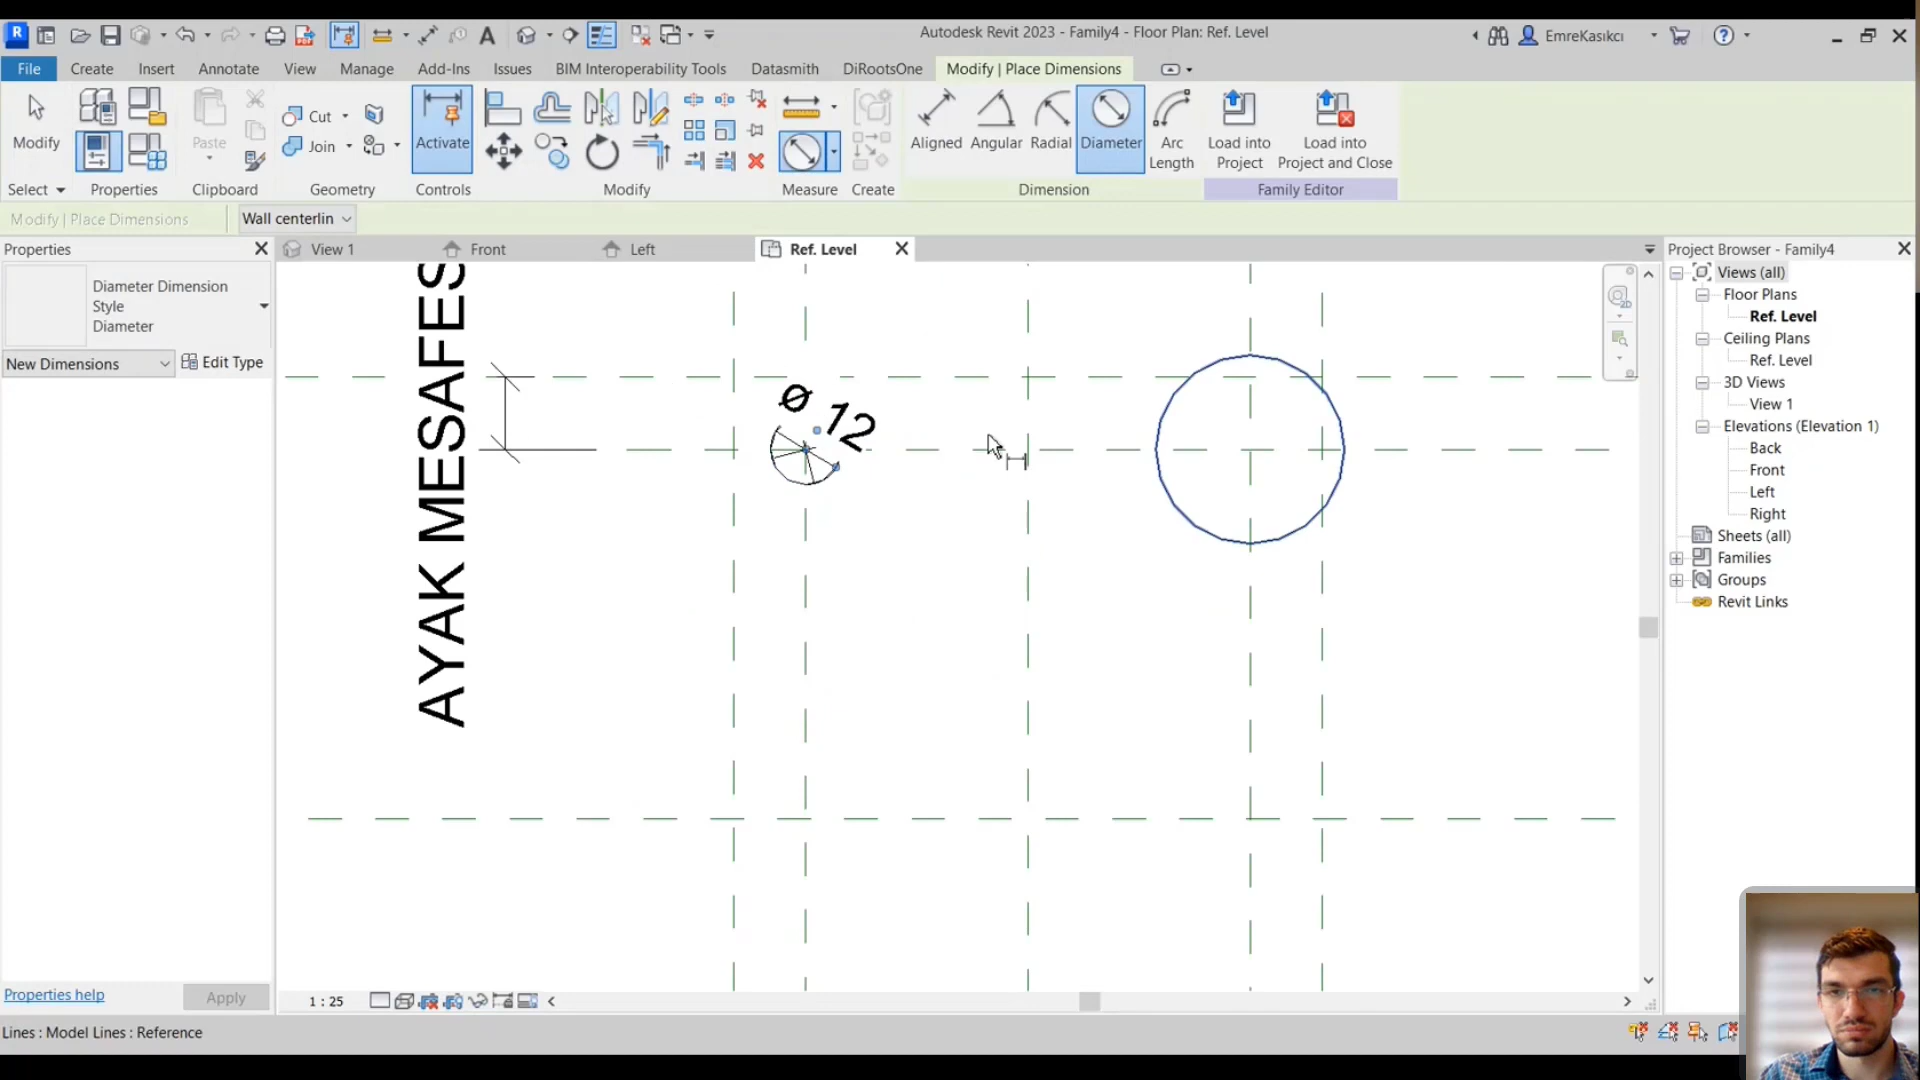 Autodesk Revit 2023 - Family4 - Floor Plan: Ref. Level
EmreKasıkcı
File Create Insert Annotate View Manage Add-Ins Issues BIM Interoperability Tools Datasmith DiRootsOne Modify | Place Dimensions
Modify
Paste
Cut
Join
Activate
Aligned Angular Radial Diameter Arc Length
Load into Project
Load into Project and Close
Select Properties Clipboard Geometry Controls Modify Measure Create Dimension Family Editor
Modify | Place Dimensions
Wall centerlin
Properties
View 1
Front
Left
Ref. Level
Project Browser - Family4
Diameter Dimension
Style
Diameter
New Dimensions
Edit Type
AYAK MESAFES
ø 12
Views (all)
Floor Plans
Ref. Level
Ceiling Plans
Ref. Level
3D Views
View 1
Elevations (Elevation 1)
Back
Front
Left
Right
Sheets (all)
Families
Groups
Revit Links
Properties help
Apply
1 : 25
Lines : Model Lines : Reference